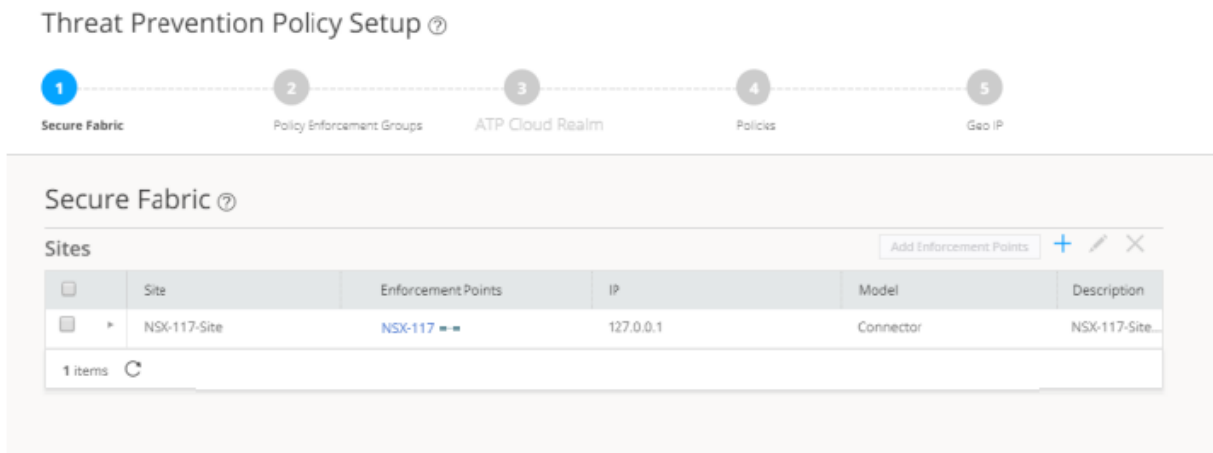 Threat Prevention Policy Setup ?
1 2 3 4 5
Secure Fabric Policy Enforcement Groups ATP Cloud Realm Policies Geo IP
Secure Fabric ?
Sites Add Enforcement Points
Site Enforcement Points IP Model Description
NSX-117-Site NSX-117 127.0.0.1 Connector NSX-117-Site...
1 items